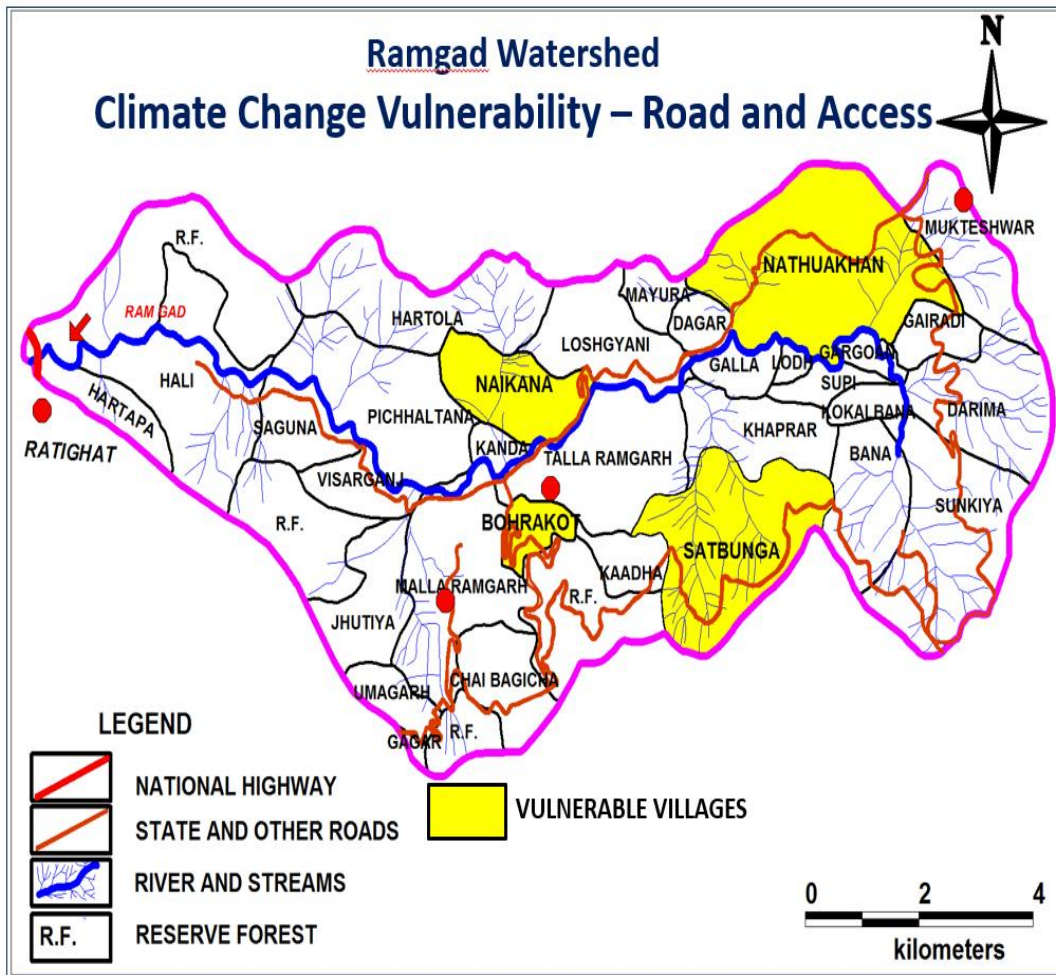 Ramgad Watershed
Climate Change Vulnerability – Road and Access
N
R.F.
MUKTESHWAR
NATHUAKHAN
RAM GAD
HARTOLA
MAYURA
DAGAR
GAIRADI
LOSHGYANI
GARGOAN
GALLA
LODH
HALI
NAIKANA
SUPI
HARTAPA
PICHHALTANA
KOKALBANA
DARIMA
SAGUNA
KHAPRAR
RATIGHAT
KANDA
TALLA RAMGARH
BANA
VISARGANJ
SUNKIYA
R.F.
BOHRAKOT
SATBUNGA
KAADHA
MALLA RAMGARH
R.F.
JHUTIYA
CHAI BAGICHA
UMAGARH
GAGAR
R.F.
LEGEND
NATIONAL HIGHWAY
STATE AND OTHER ROADS
RIVER AND STREAMS
R.F. RESERVE FOREST
VULNERABLE VILLAGES
0 2 4
kilometers